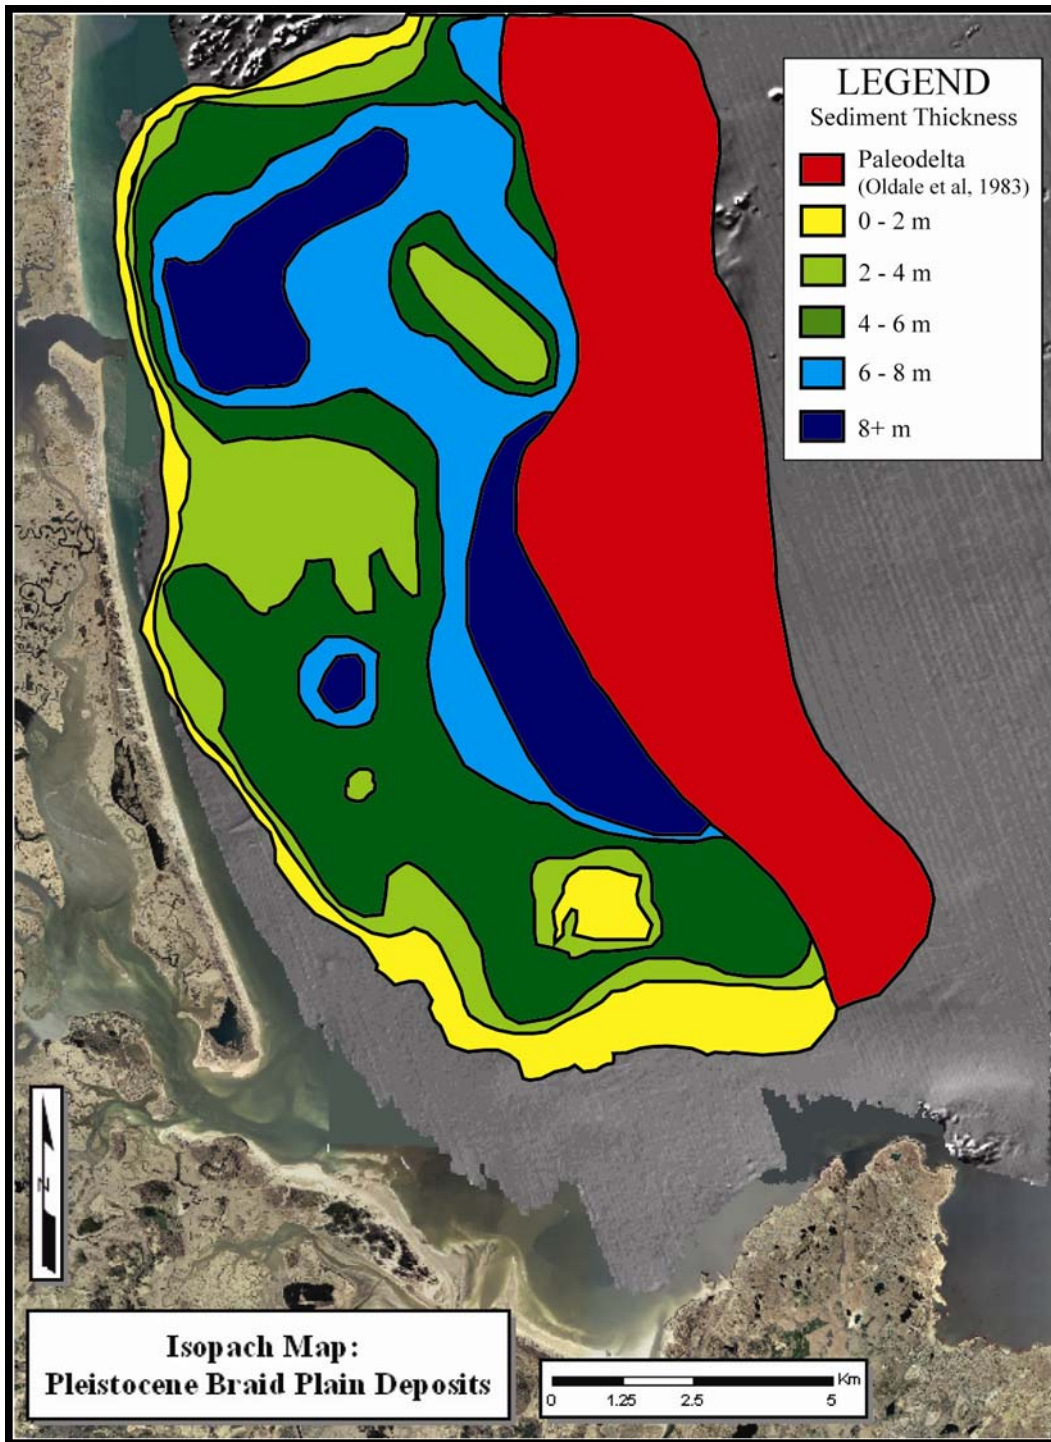 LEGEND
Sediment Thickness
Paleodelta
(Oldale et al, 1983)
0 - 2 m
2 - 4 m
4 - 6 m
6 - 8 m
8+ m
N
Isopach Map:
Pleistocene Braid Plain Deposits
Km
0 1.25 2.5 5